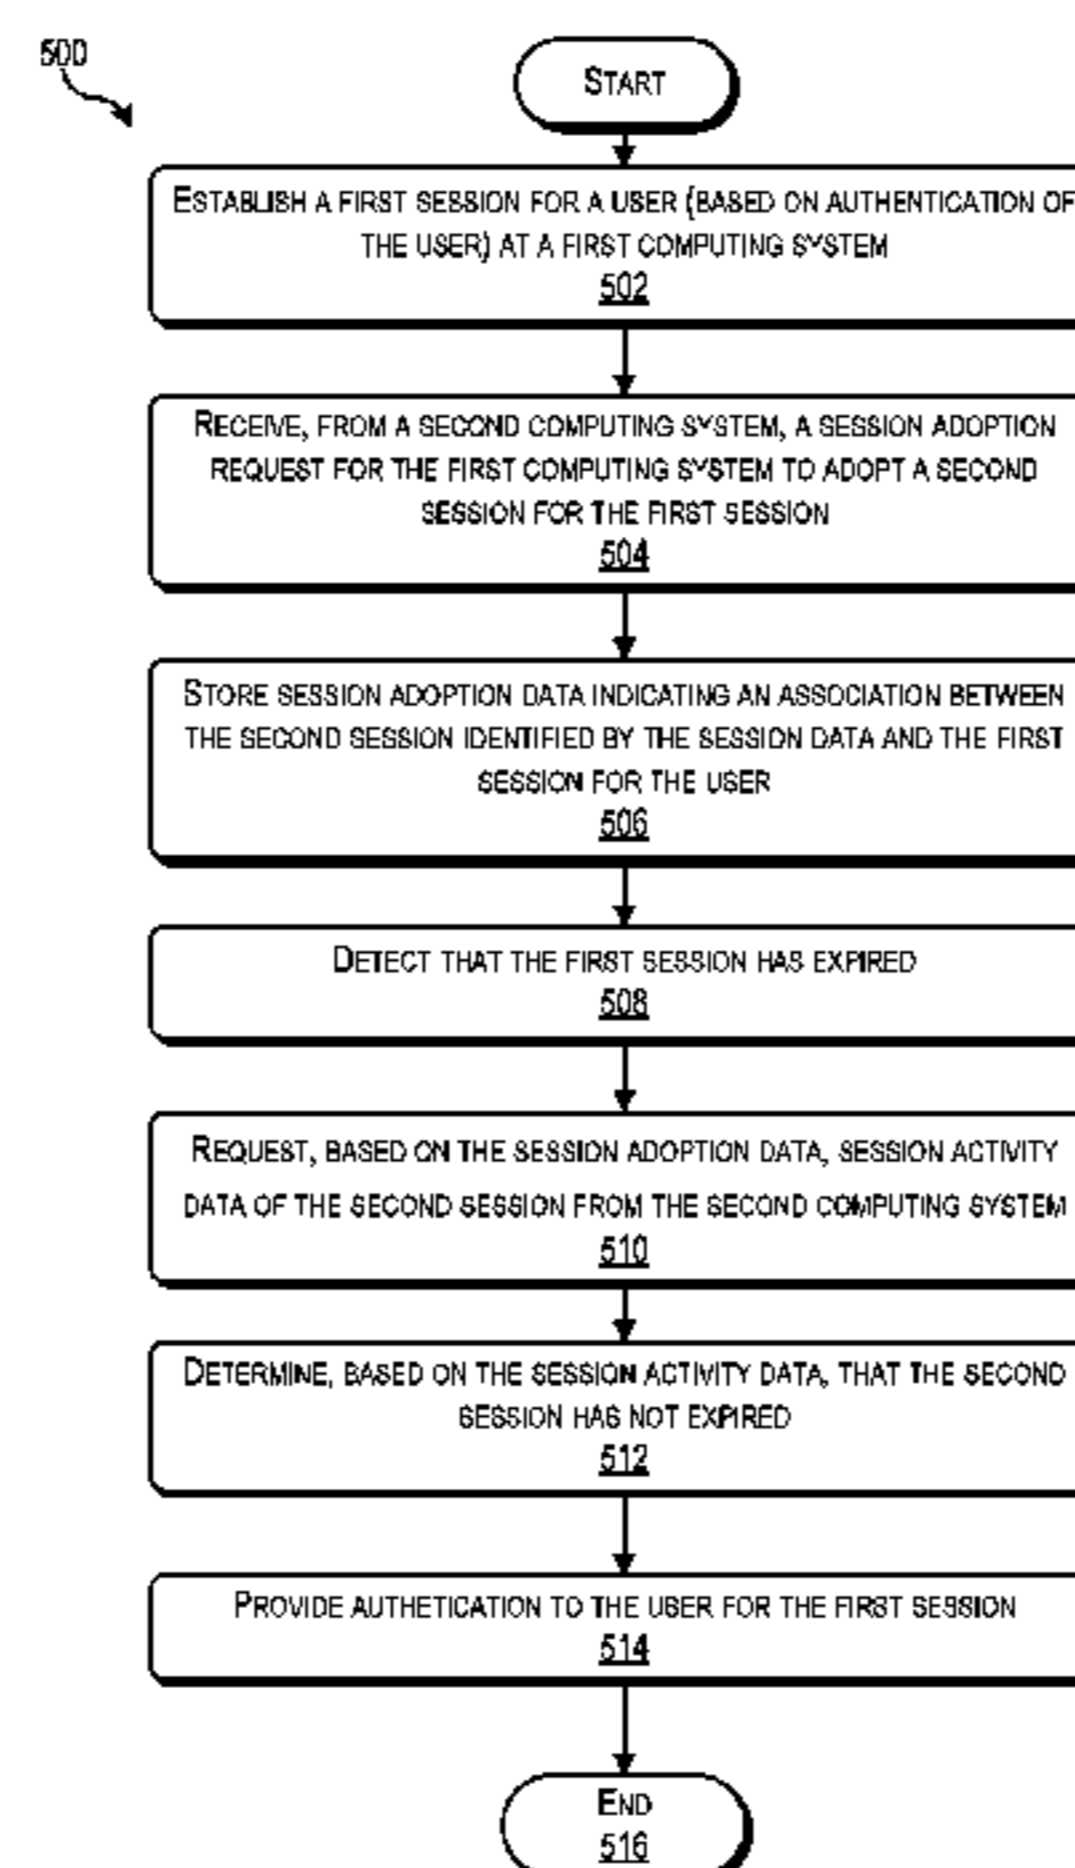 500
START
ESTABLISH A FIRST SESSION FOR A USER (BASED ON AUTHENTICATION OF
THE USER) AT A FIRST COMPUTING SYSTEM
502
RECEIVE, FROM A SECOND COMPUTING SYSTEM, A SESSION ADOPTION
REQUEST FOR THE FIRST COMPUTING SYSTEM TO ADOPT A SECOND
SESSION FOR THE FIRST SESSION
504
STORE SESSION ADOPTION DATA INDICATING AN ASSOCIATION BETWEEN
THE SECOND SESSION IDENTIFIED BY THE SESSION DATA AND THE FIRST
SESSION FOR THE USER
506
DETECT THAT THE FIRST SESSION HAS EXPIRED
508
REQUEST, BASED ON THE SESSION ADOPTION DATA, SESSION ACTIVITY
DATA OF THE SECOND SESSION FROM THE SECOND COMPUTING SYSTEM
510
DETERMINE, BASED ON THE SESSION ACTIVITY DATA, THAT THE SECOND
SESSION HAS NOT EXPIRED
512
PROVIDE AUTHETICATION TO THE USER FOR THE FIRST SESSION
514
END
516